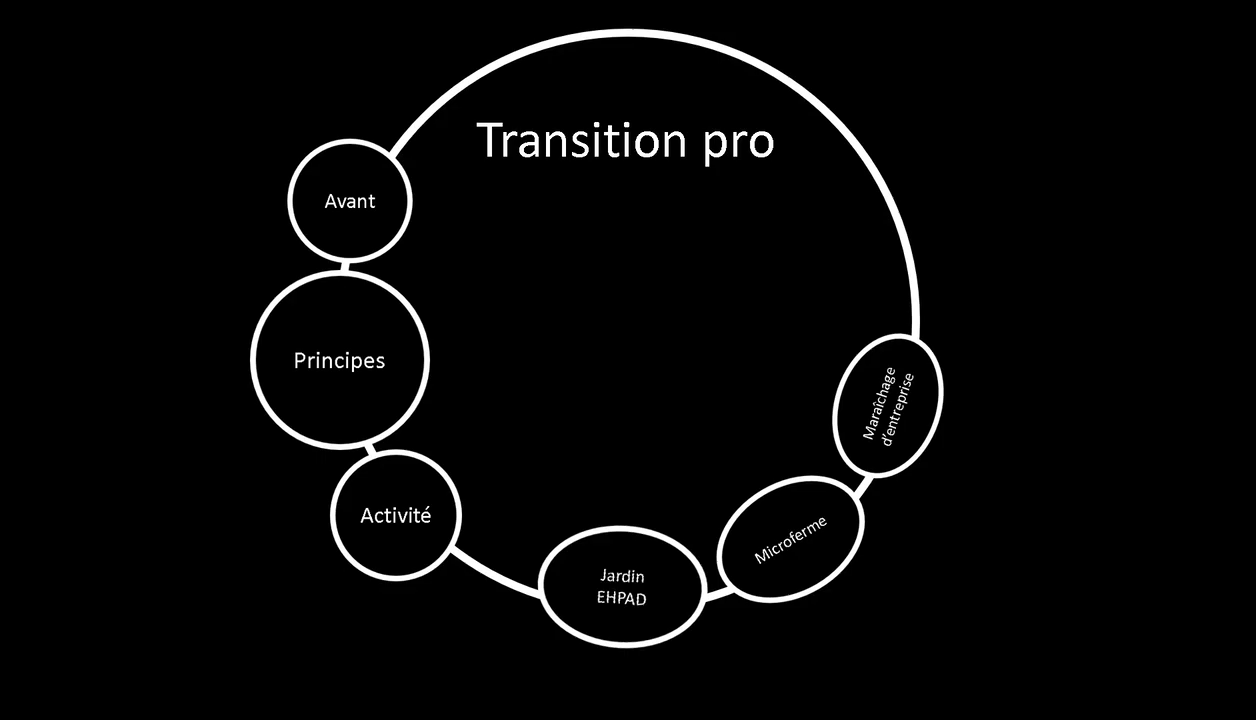 Transition pro
Avant
Principes
Activité
Jardin
EHPAD
Microferme
Maraîchage
d'entreprise